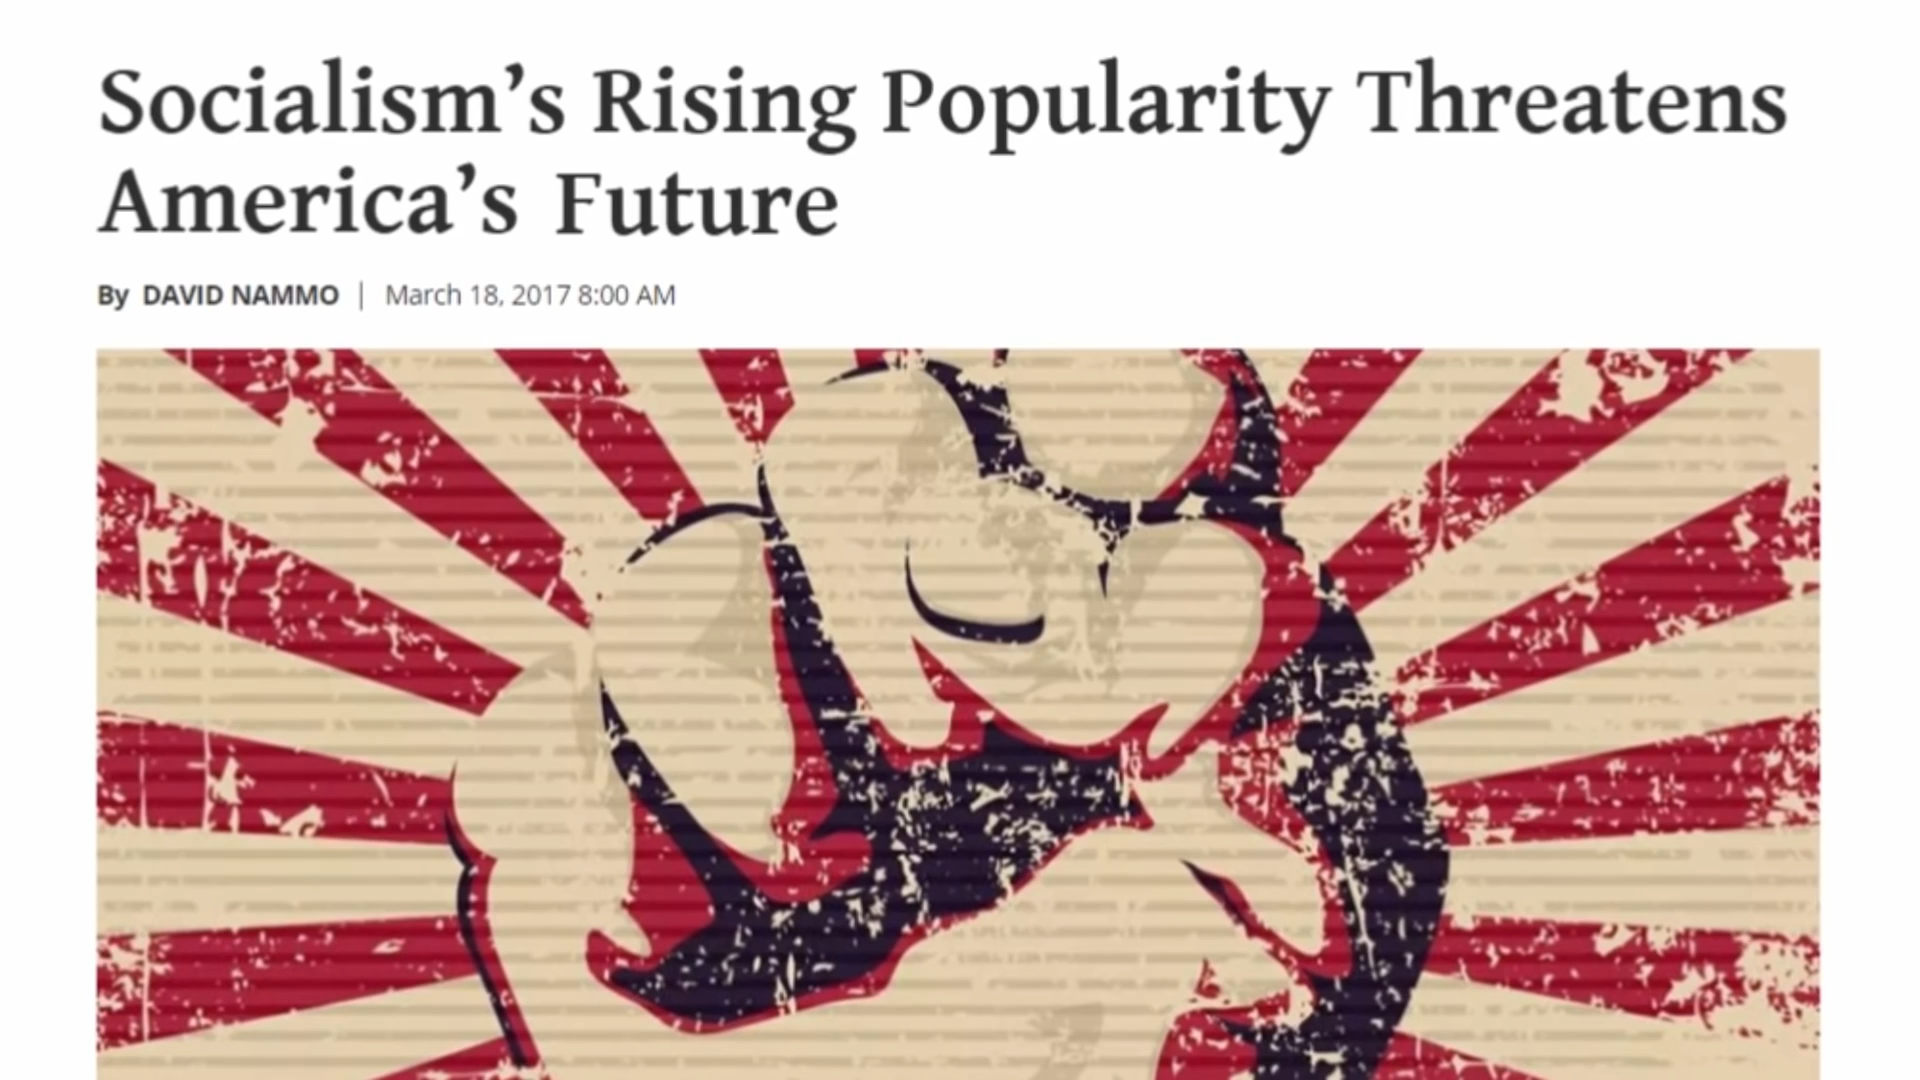 Socialism’s Rising Popularity Threatens
America’s Future
By DAVID NAMMO | March 18, 2017 8:00 AM